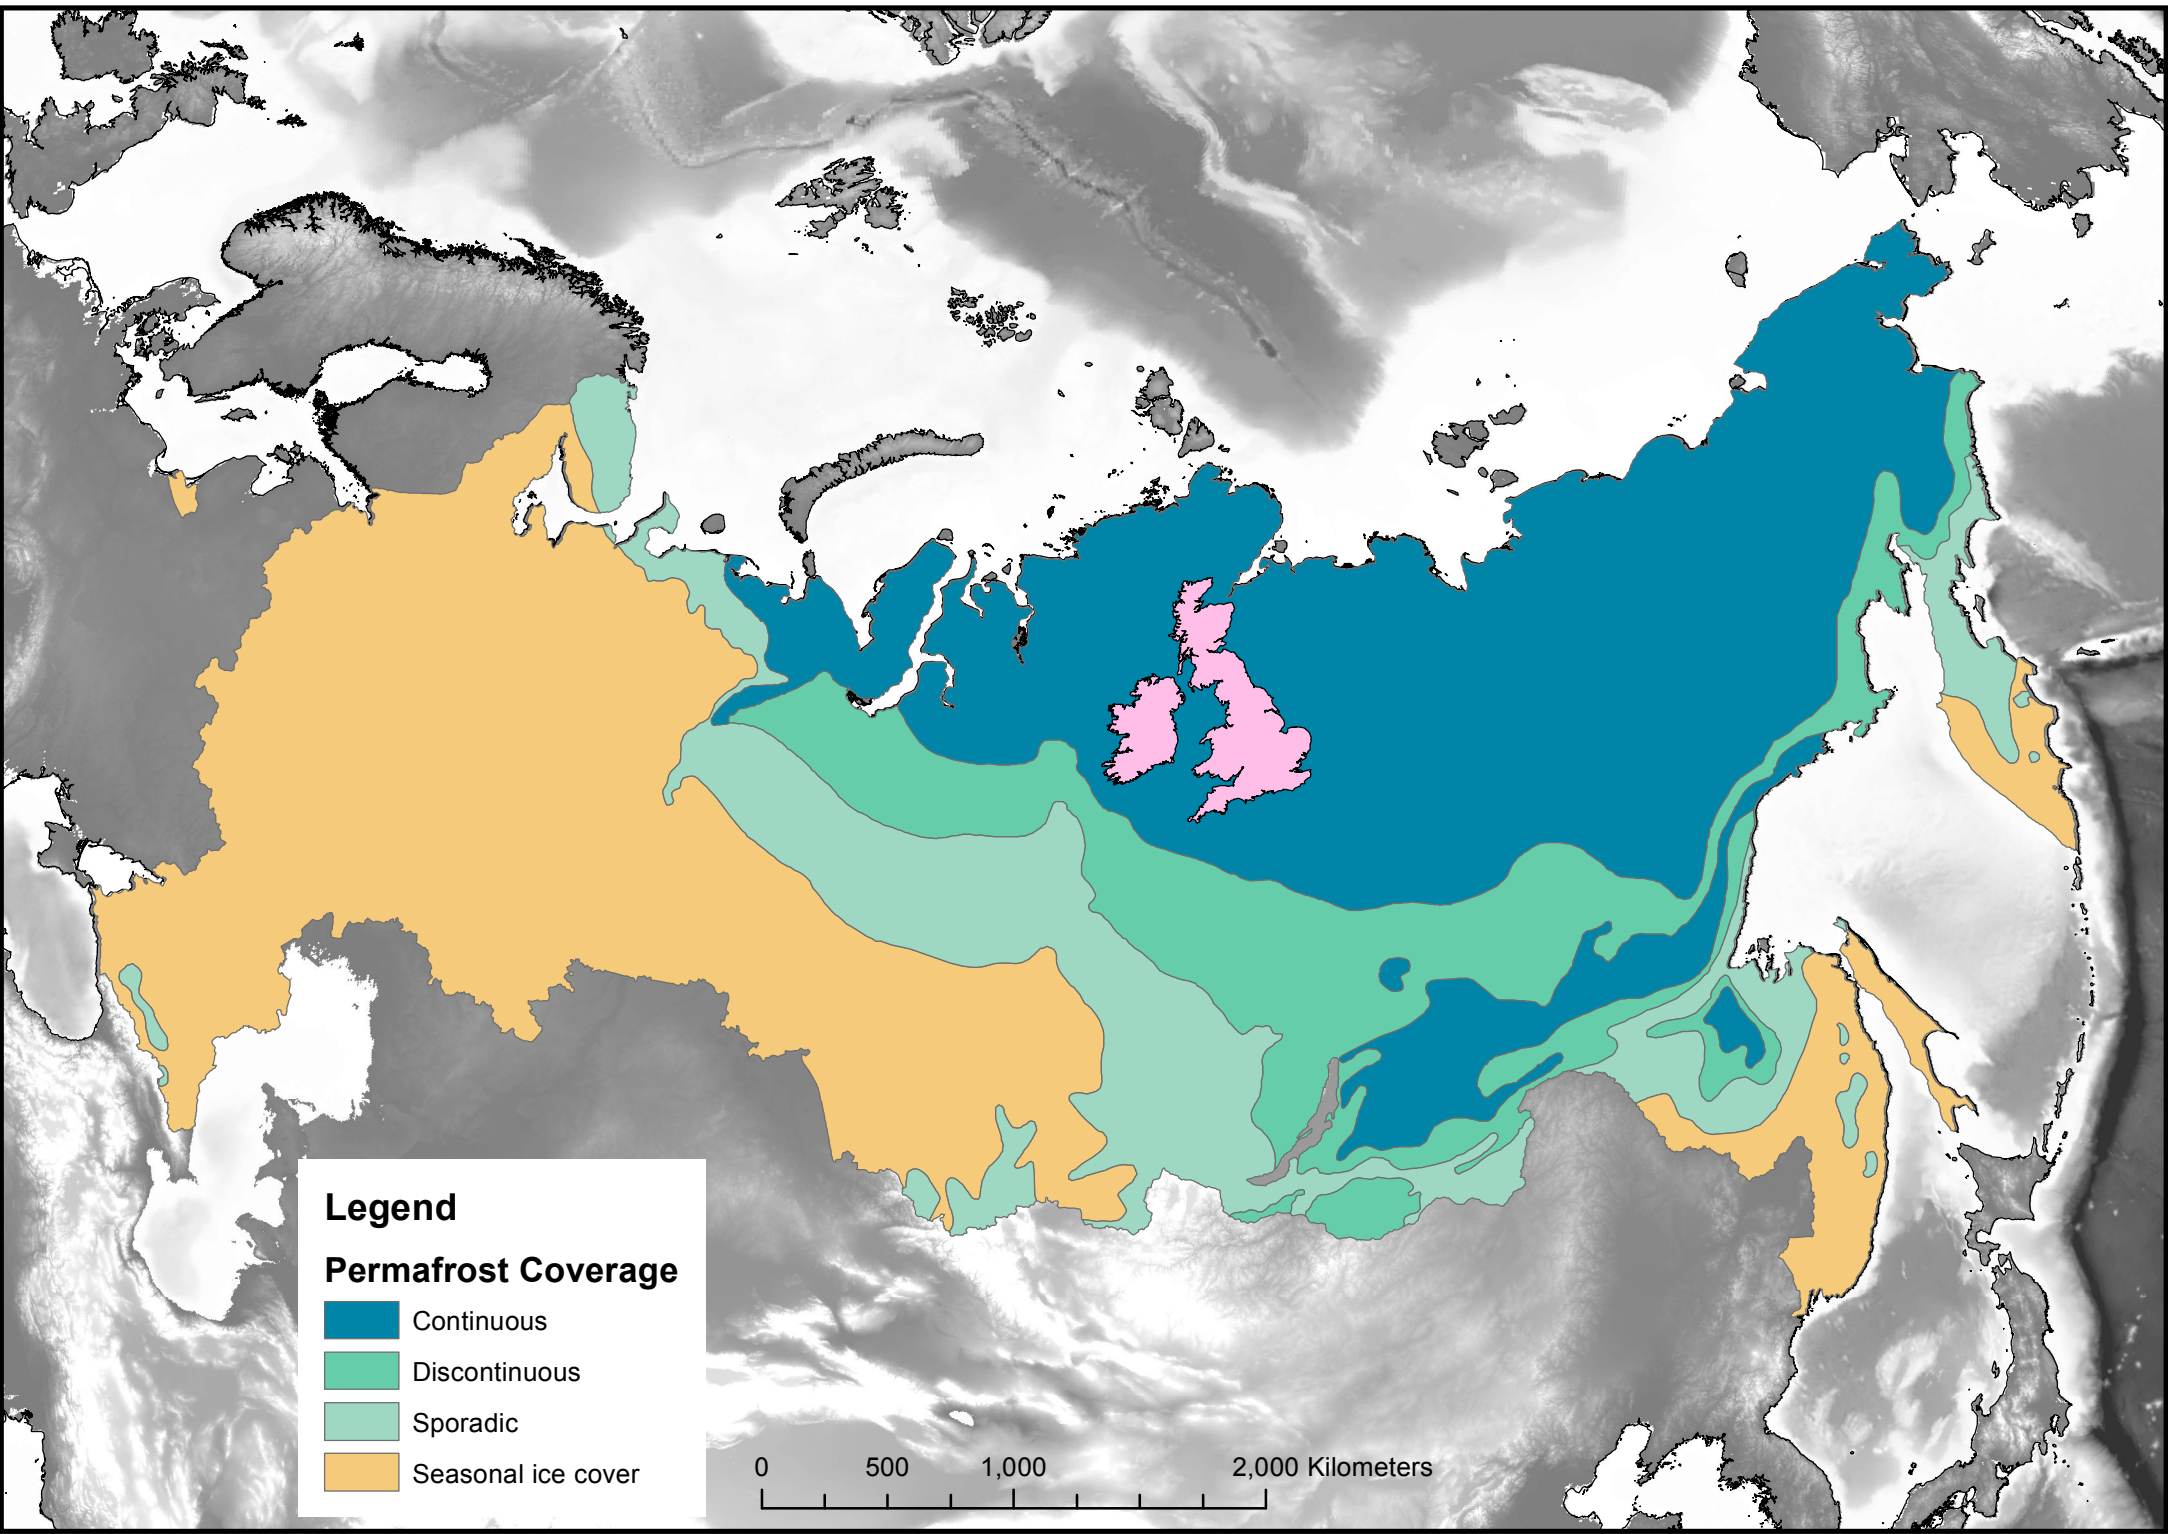 Legend
Permafrost Coverage
Continuous
Discontinuous
Sporadic
Seasonal ice cover
0 500 1,000 2,000 Kilometers